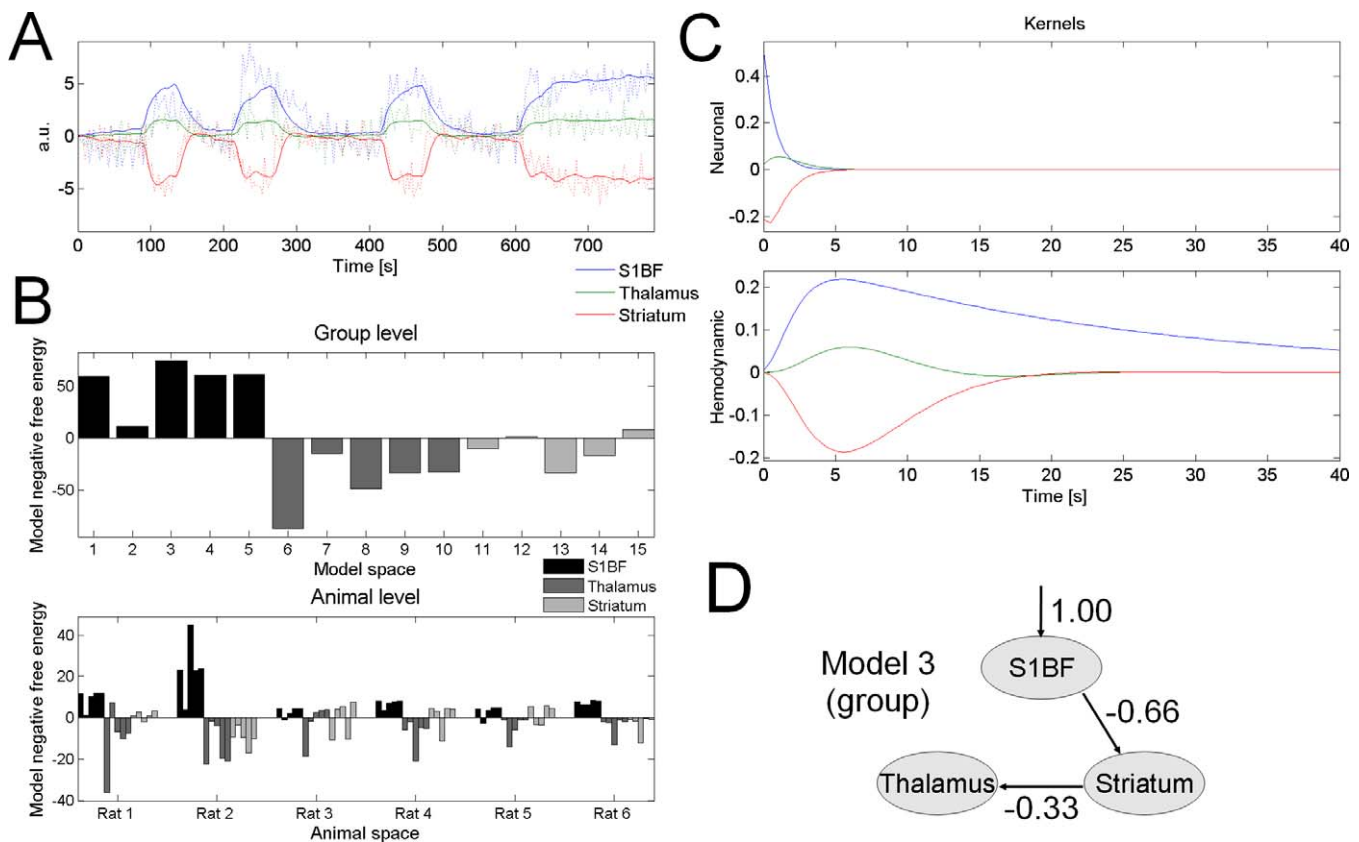 A
5
0
-5
a.u.
0 100 200 300 400 500 600 700
Time [s]
S1BF
Thalamus
Striatum
B
Group level
50
0
-50
Model negative free energy
1 2 3 4 5 6 7 8 9 10 11 12 13 14 15
Model space
S1BF
Thalamus
Striatum
Animal level
40
20
0
-20
-40
Model negative free energy
Rat 1 Rat 2 Rat 3 Rat 4 Rat 5 Rat 6
Animal space
C
Kernels
0.4
0.2
0
-0.2
Neuronal
0 5 10 15 20 25 30 35 40
0.2
0.1
0
-0.1
-0.2
Hemodynamic
0 5 10 15 20 25 30 35 40
Time [s]
D
Model 3
(group)
1.00
S1BF
-0.66
Thalamus
Striatum
-0.33